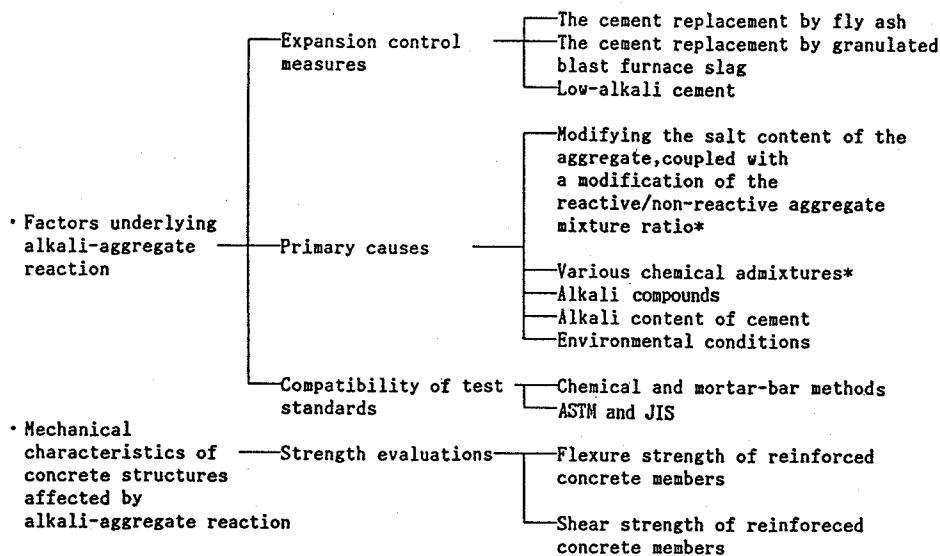 Expansion control
measures
The cement replacement by fly ash
The cement replacement by granulated
blast furnace slag
Low-alkali cement
・Factors underlying
alkali-aggregate
reaction
Primary causes
Modifying the salt content of the
aggregate,coupled with
a modification of the
reactive/non-reactive aggregate
mixture ratio*
Various chemical admixtures*
Alkali compounds
Alkali content of cement
Environmental conditions
Compatibility of test
standards
Chemical and mortar-bar methods
ASTM and JIS
・Mechanical
characteristics of
concrete structures
affected by
alkali-aggregate reaction
Strength evaluations
Flexure strength of reinforced
concrete members
Shear strength of reinforeced
concrete members